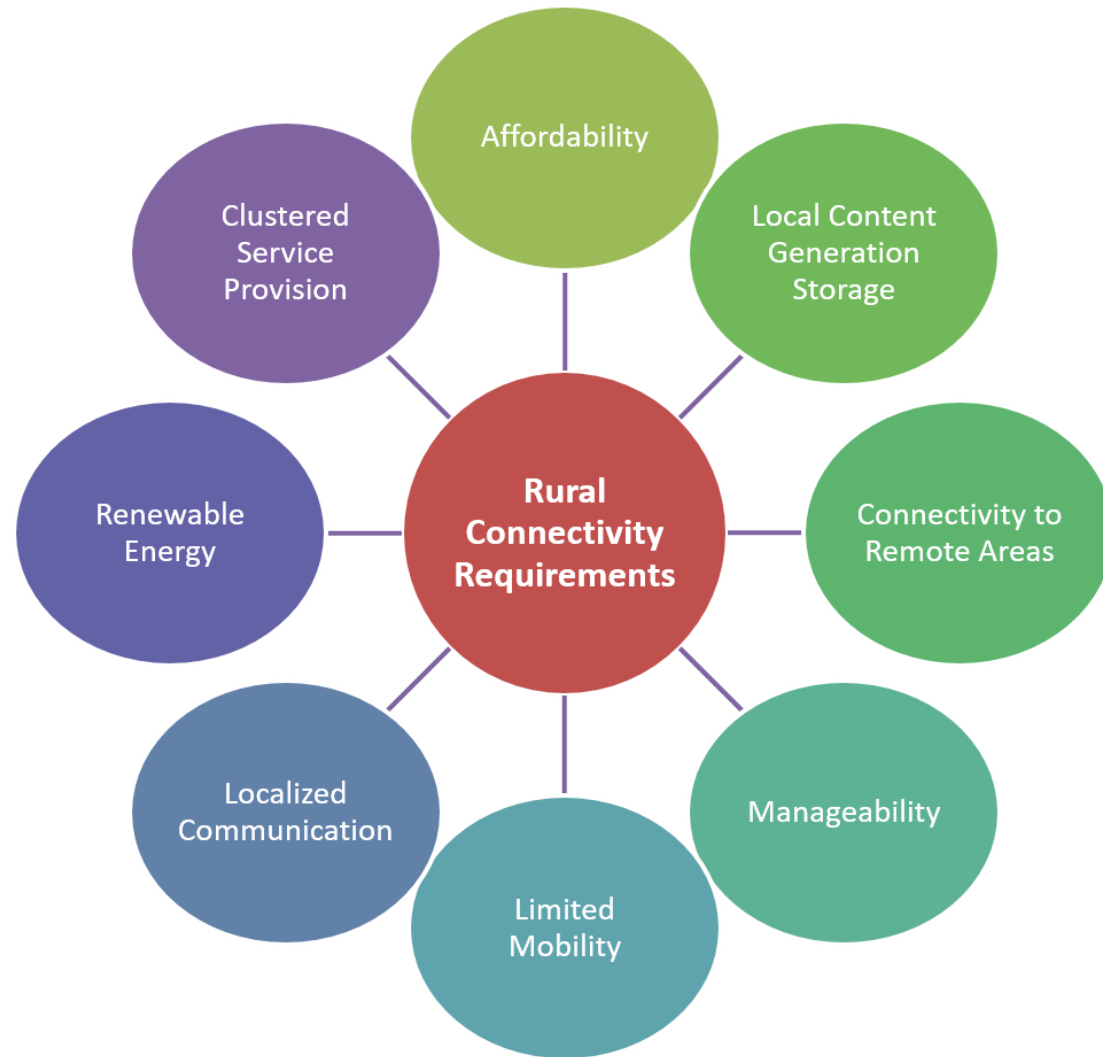 Affordability
Local Content
Generation
Storage
Connectivity to
Remote Areas
Manageability
Limited
Mobility
Localized
Communication
Renewable
Energy
Clustered
Service
Provision
Rural
Connectivity
Requirements